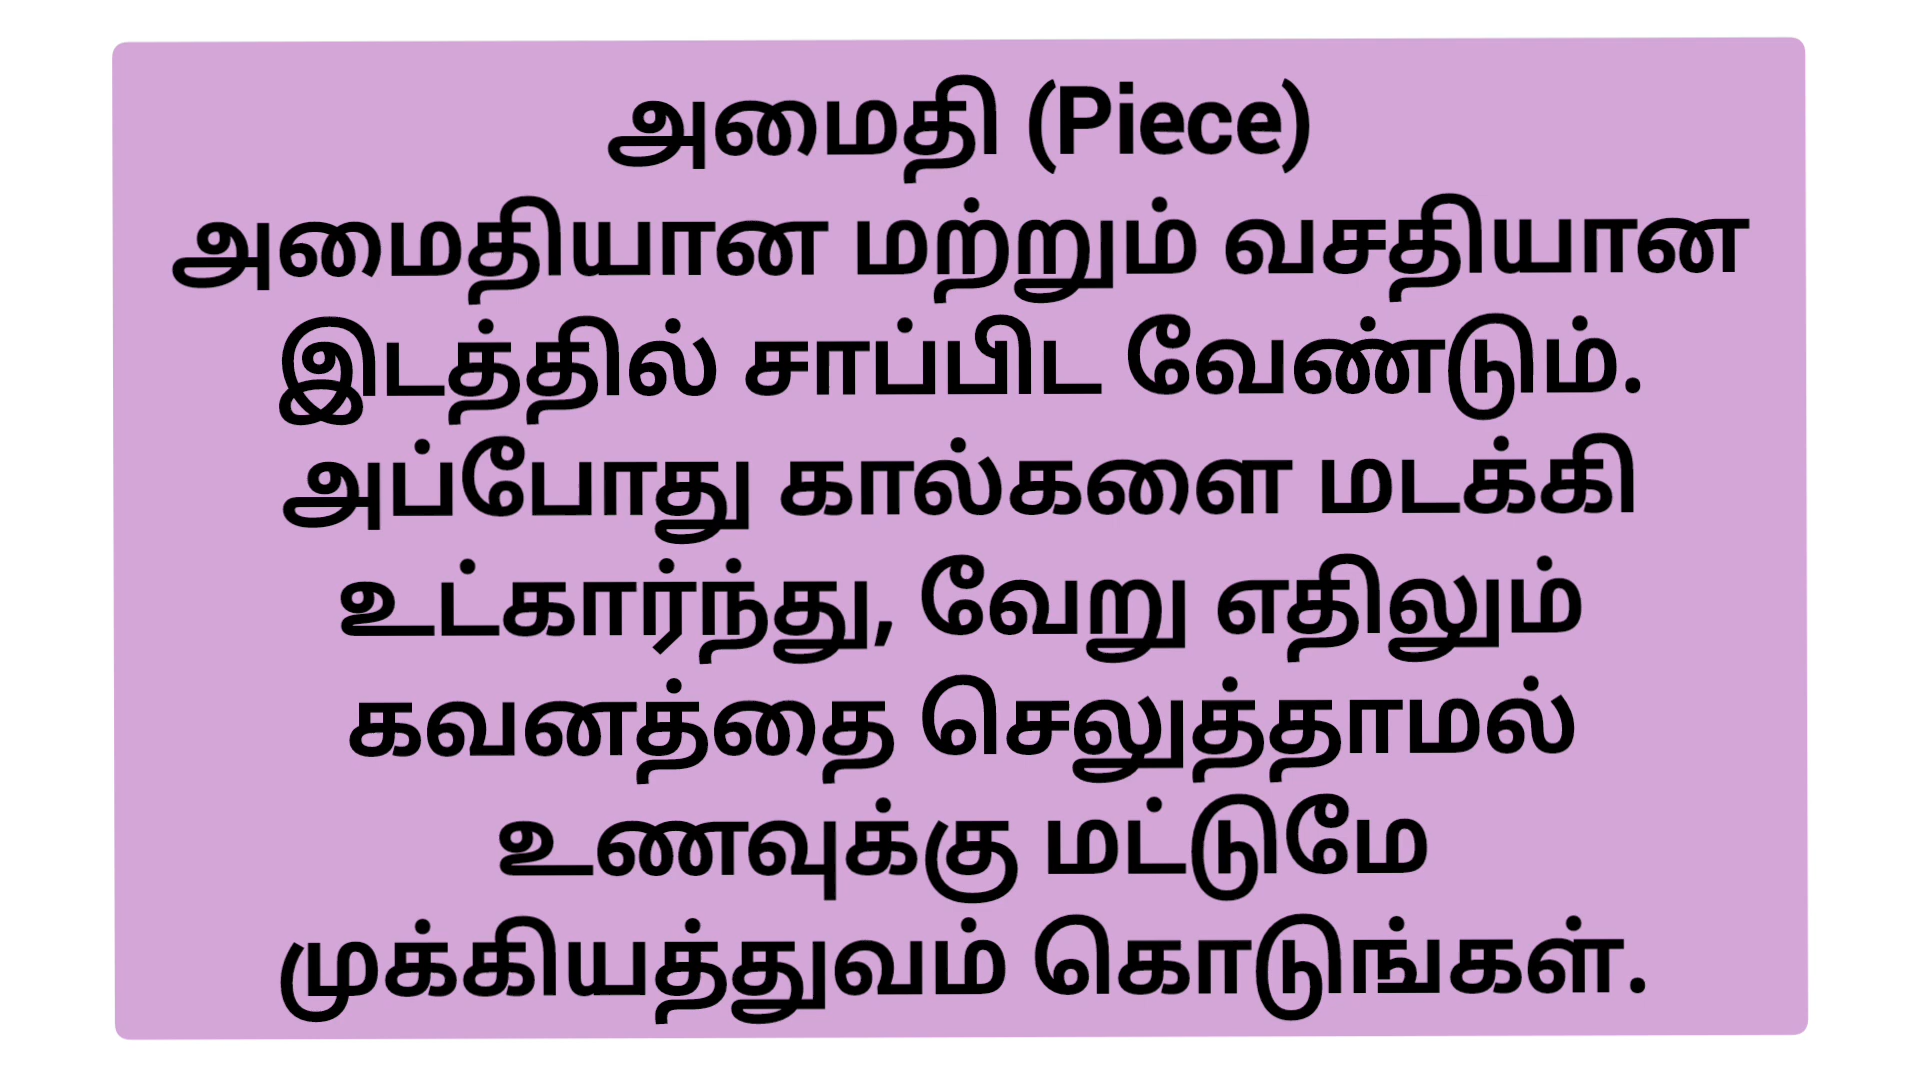 அமைதி (Piece)
அமைதியான மற்றும் வசதியான
இடத்தில் சாப்பிட வேண்டும்.
அப்போது கால்களை மடக்கி
உட்கார்ந்து, வேறு எதிலும்
கவனத்தை செலுத்தாமல்
உணவுக்கு மட்டுமே
முக்கியத்துவம் கொடுங்கள்.